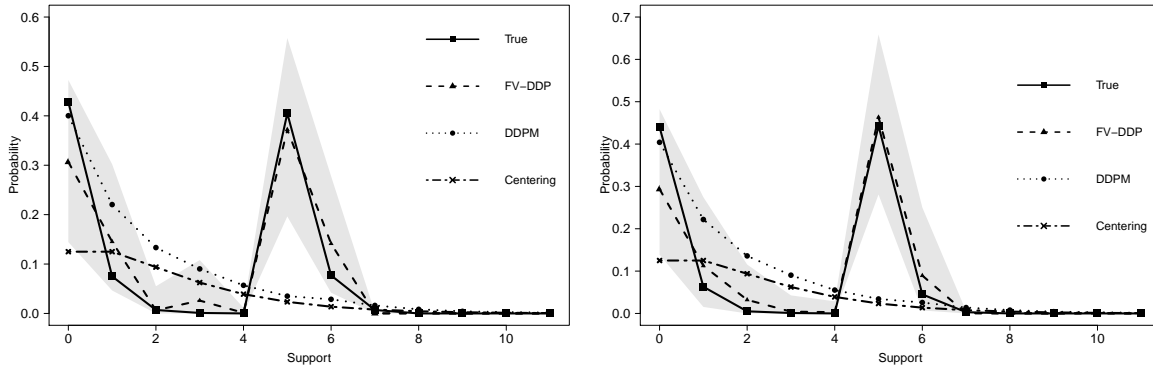 0.6
0.5
0.4
0.3
0.2
0.1
0.0
Probability
True
FV−DDP
DDPM
Centering
0 2 4 6 8 10
Support
0.7
0.6
0.5
0.4
0.3
0.2
0.1
0.0
Probability
True
FV−DDP
DDPM
Centering
0 2 4 6 8 10
Support